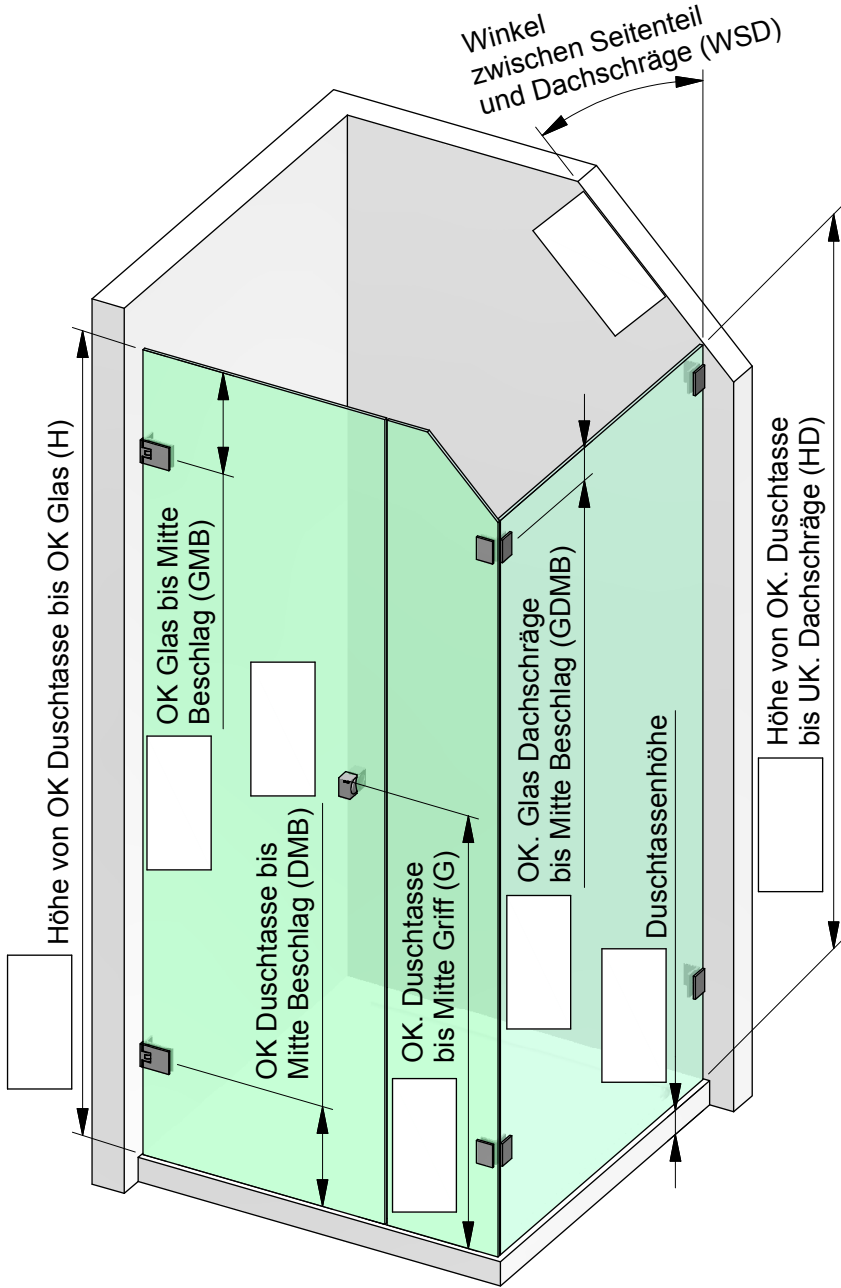 Winkel
zwischen Seitenteil
und Dachschräge (WSD)
Höhe von OK Duschtasse bis OK Glas (H)
OK Glas bis Mitte
Beschlag (GMB)
OK Duschtasse bis
Mitte Beschlag (DMB)
OK. Duschtasse
bis Mitte Griff (G)
OK. Glas Dachschräge
bis Mitte Beschlag (GDMB)
Duschtassenhöhe
Höhe von OK. Duschtasse
bis UK. Dachschräge (HD)